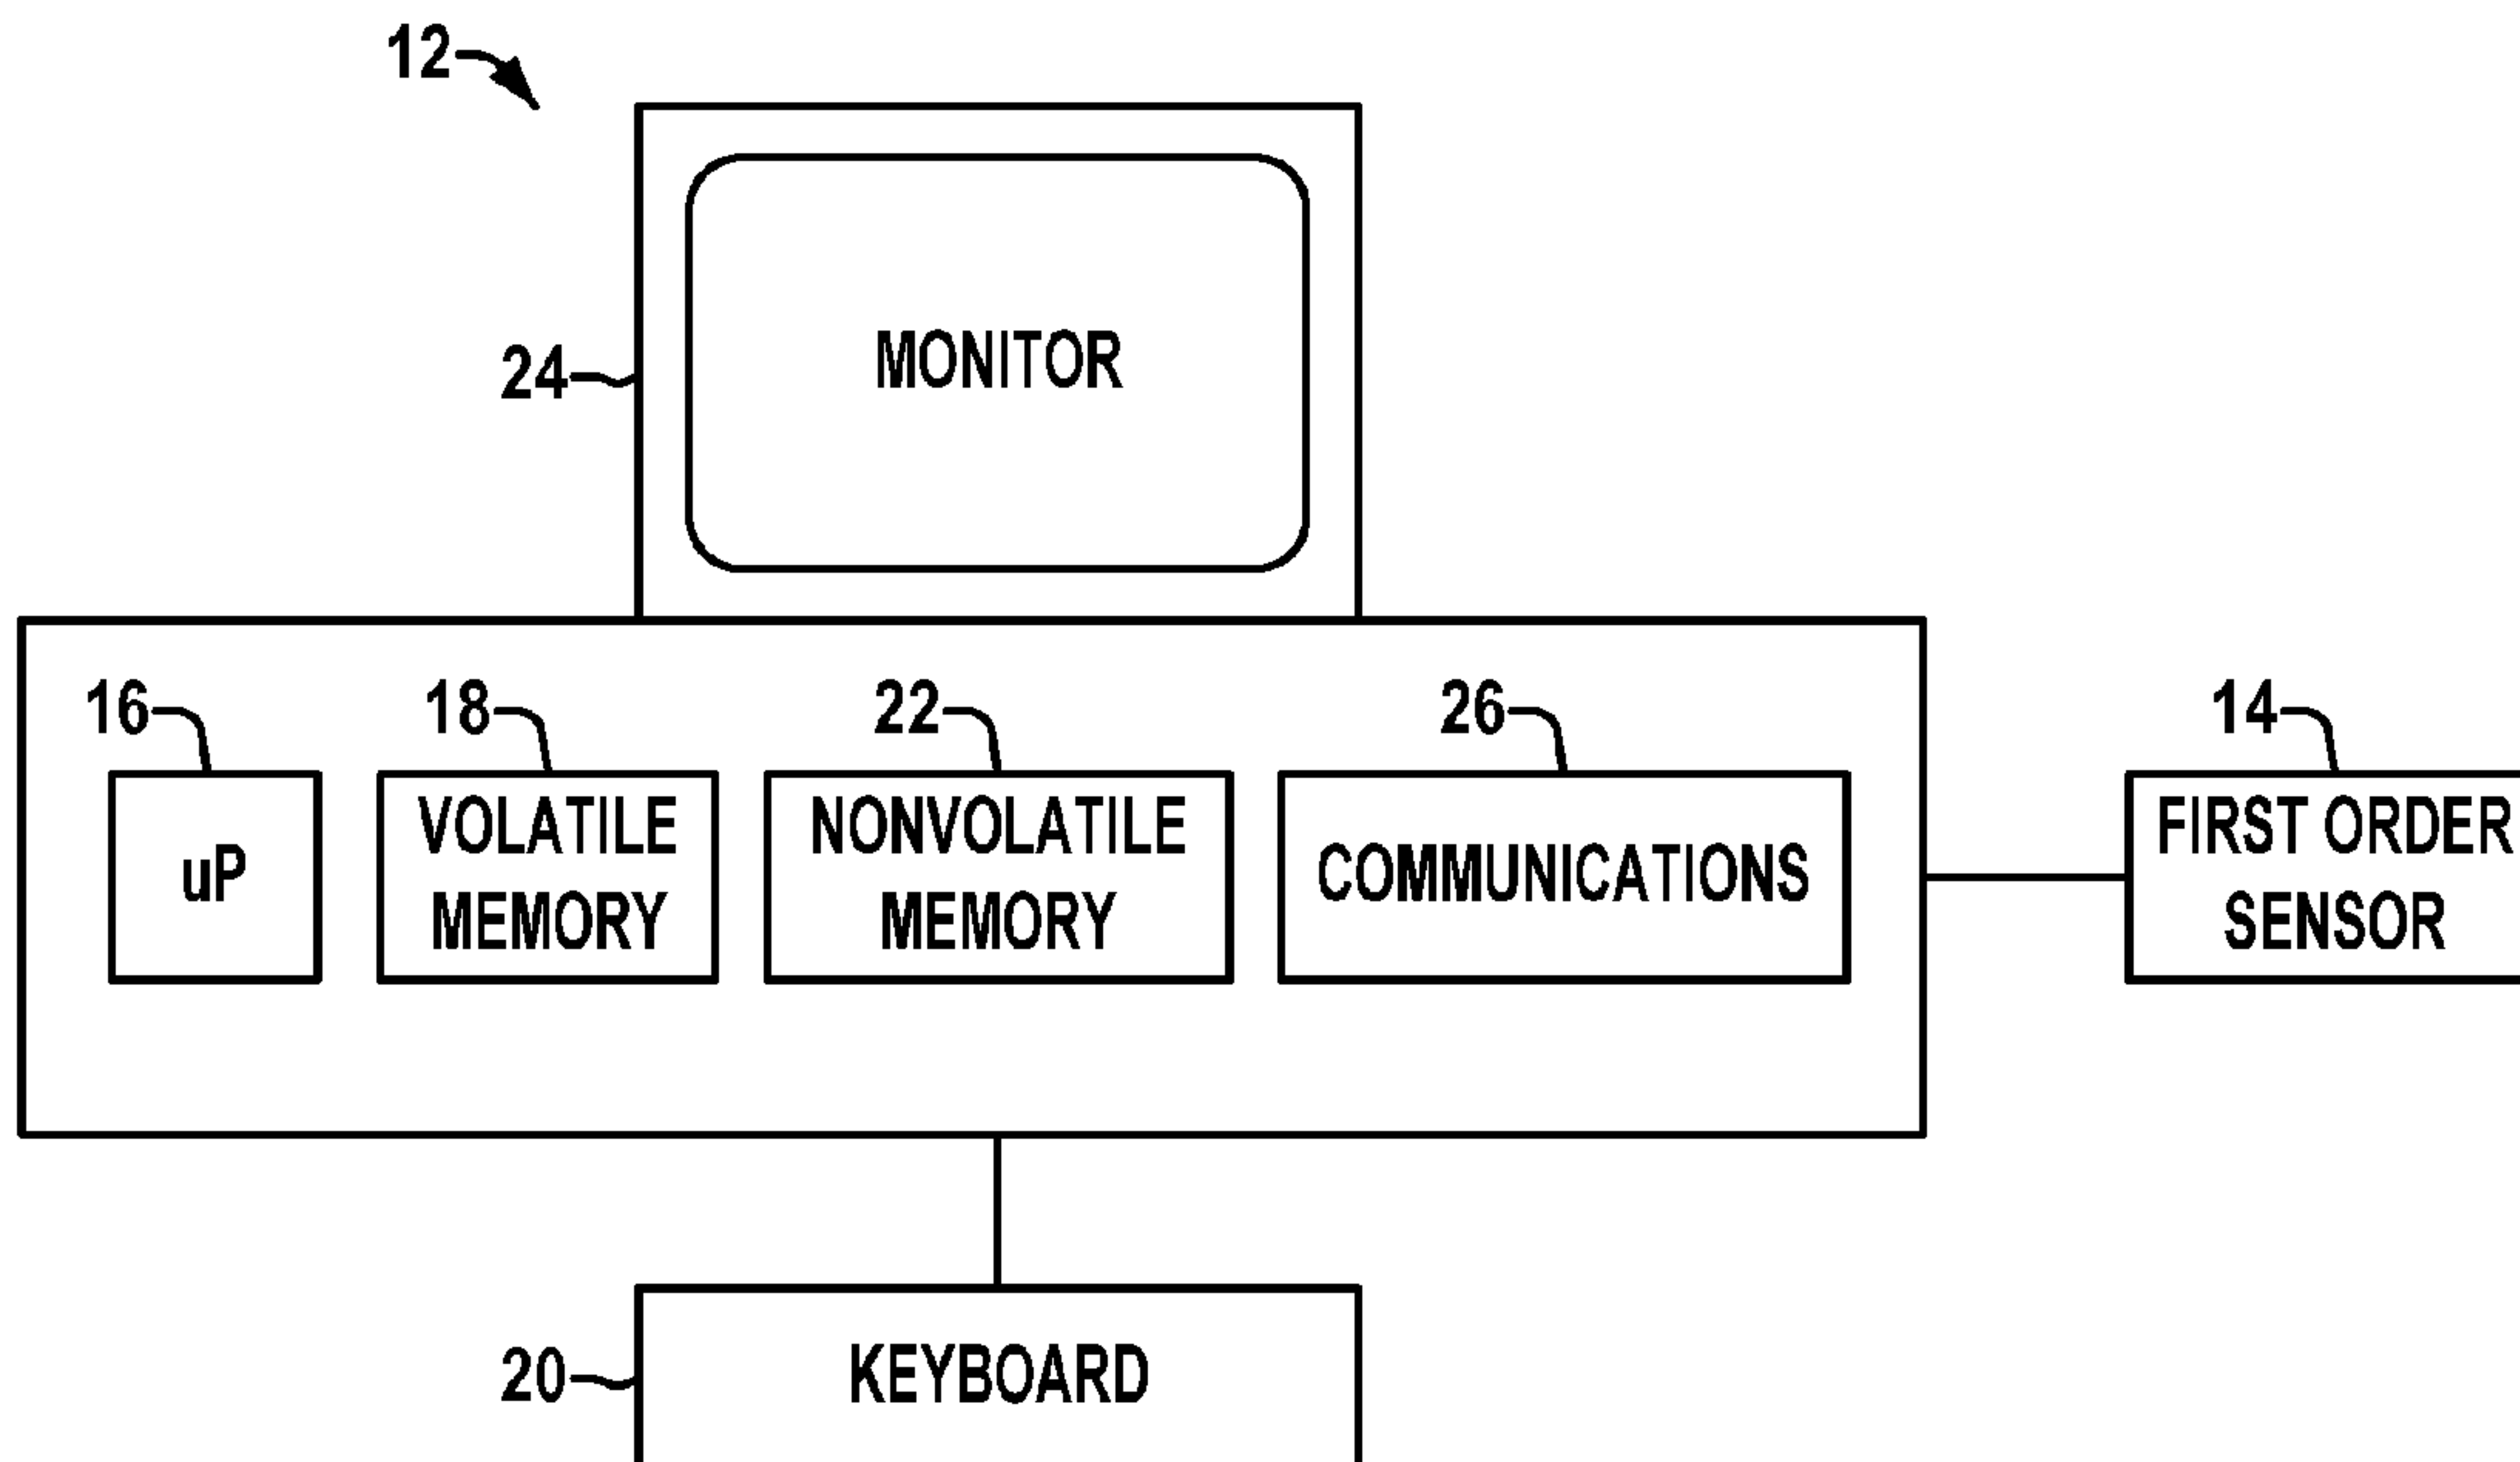 12
24
MONITOR
16
18
22
26
14
uP
VOLATILE
MEMORY
NONVOLATILE
MEMORY
COMMUNICATIONS
FIRST ORDER
SENSOR
20
KEYBOARD